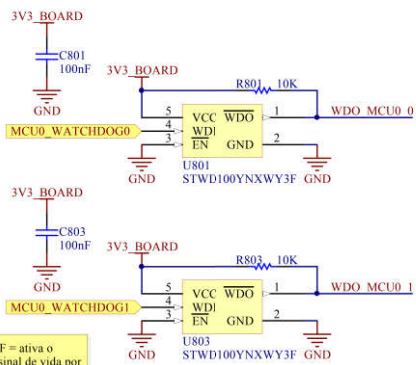 3V3_BOARD
C801
100nF
GND
3V3_BOARD
R801 10K
5 VCC WDO 1 WDO_MCU0_0
MCU0_WATCHDOG0 4 WDI
3 EN GND 2
GND
U801
STWD100YNXWY3F GND
3V3_BOARD
C803
100nF
GND
3V3_BOARD
R803 10K
5 VCC WDO 1 WDO_MCU0_1
MCU0_WATCHDOG1 4 WDI
3 EN GND 2
GND
U803
STWD100YNXWY3F GND
F = ativa o
sinal de vida por